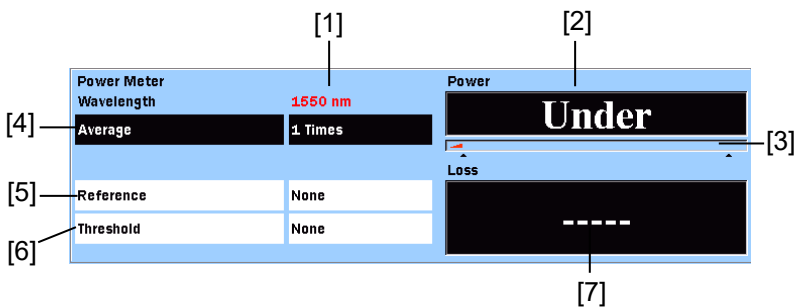 [1]
[2]
Power Meter
Power
Wavelength
1550 nm
Under
[4]
Average
1 Times
[3]
Loss
[5]
Reference
None
-----
[6]
Threshold
None
[7]